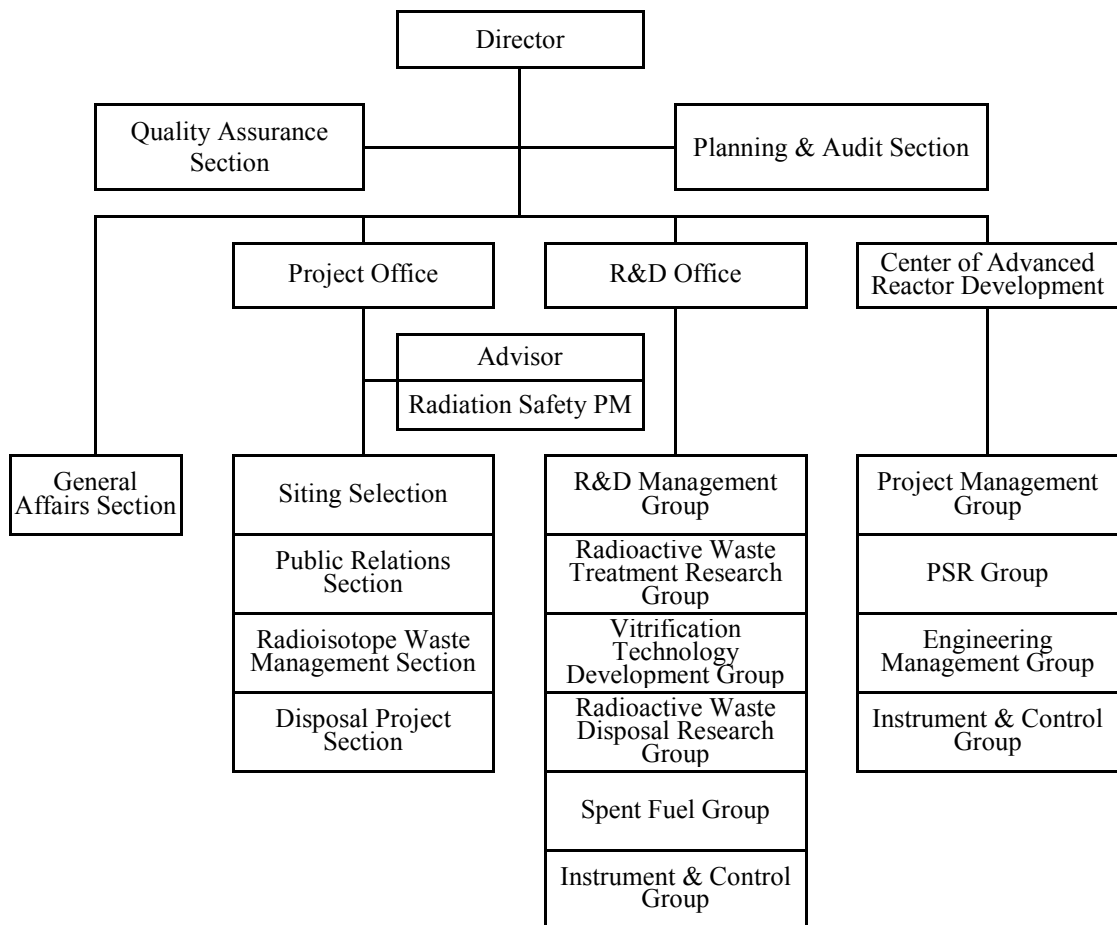 Director
Quality Assurance
Section
Planning & Audit Section
Project Office
R&D Office
Center of Advanced
Reactor Development
Advisor
Radiation Safety PM
General
Affairs Section
Siting Selection
Public Relations
Section
Radioisotope Waste
Management Section
Disposal Project
Section
R&D Management
Group
Radioactive Waste
Treatment Research
Group
Vitrification
Technology
Development Group
Radioactive Waste
Disposal Research
Group
Spent Fuel Group
Instrument & Control
Group
Project Management
Group
PSR Group
Engineering
Management Group
Instrument & Control
Group